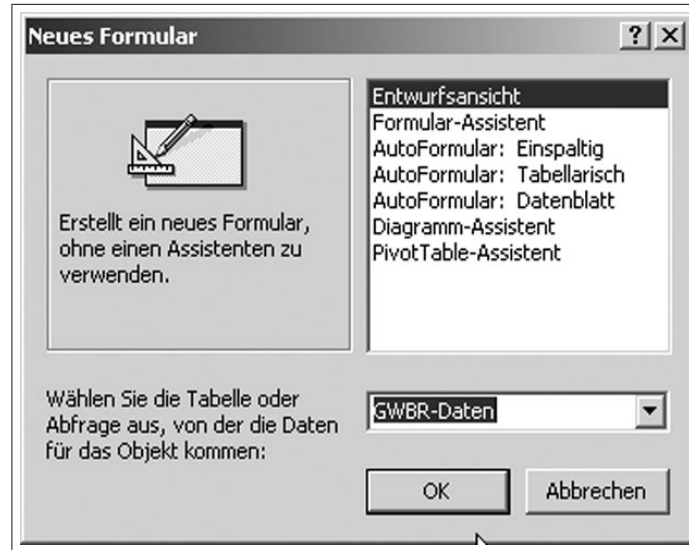 Neues Formular
Erstellt ein neues Formular,
ohne einen Assistenten zu
verwenden.
Entwurfsansicht
Formular-Assistent
AutoFormular: Einspaltig
AutoFormular: Tabellarisch
AutoFormular: Datenblatt
Diagramm-Assistent
PivotTable-Assistent
Wählen Sie die Tabelle oder
Abfrage aus, von der die Daten
für das Objekt kommen:
GWBR-Daten
OK
Abbrechen